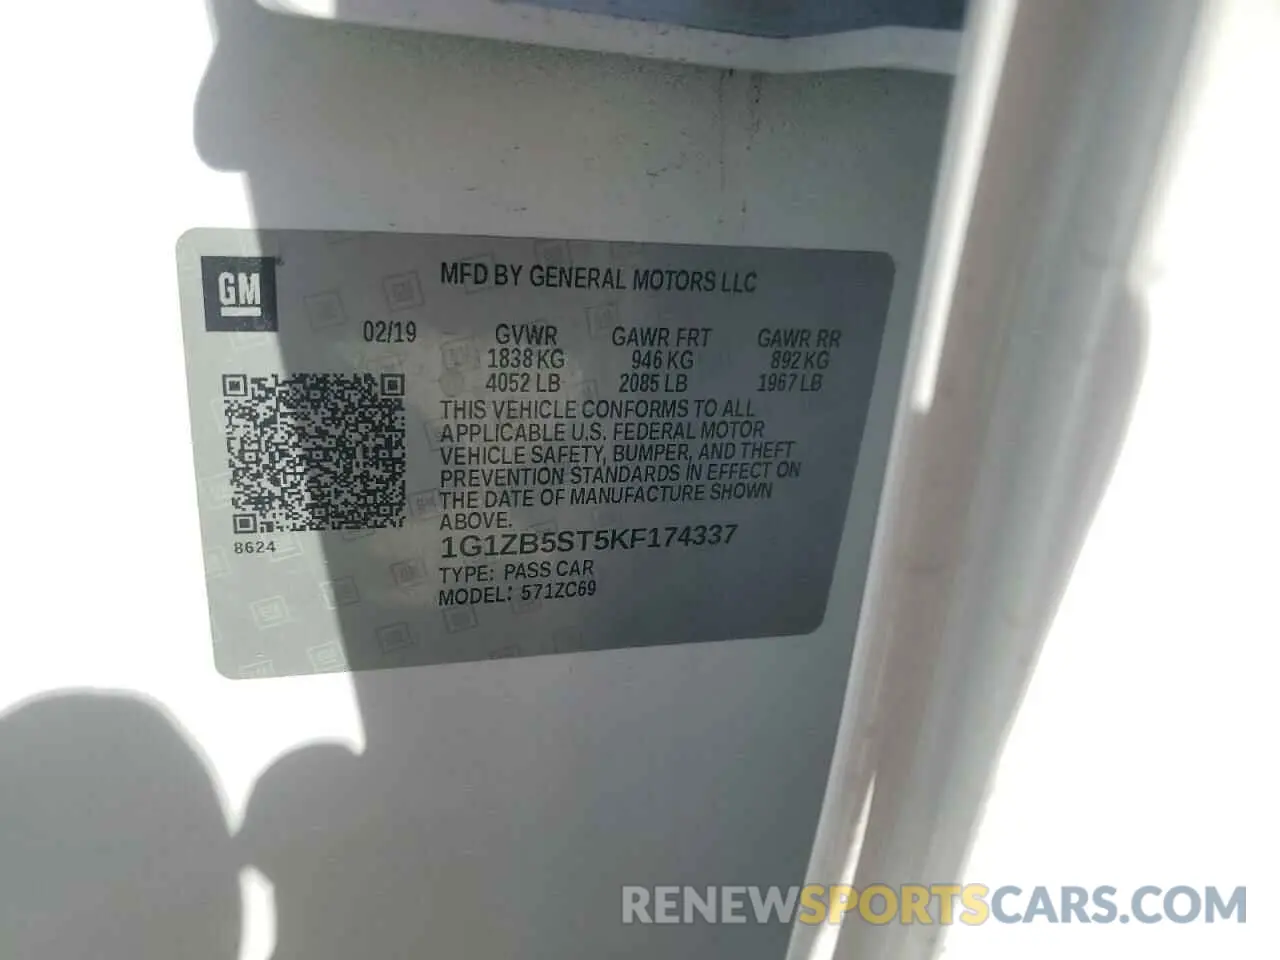 GM
MFD BY GENERAL MOTORS LLC
02/19 GVWR GAWR FRT GAWR RR
1838 KG 946 KG 892 KG
4052 LB 2085 LB 1967 LB
THIS VEHICLE CONFORMS TO ALL
APPLICABLE U.S. FEDERAL MOTOR
VEHICLE SAFETY, BUMPER, AND THEFT
PREVENTION STANDARDS IN EFFECT ON
THE DATE OF MANUFACTURE SHOWN
ABOVE.
8624
1G1ZB5ST5KF174337
TYPE: PASS CAR
MODEL: 571ZC69
RENEWSPORTSCARS.COM